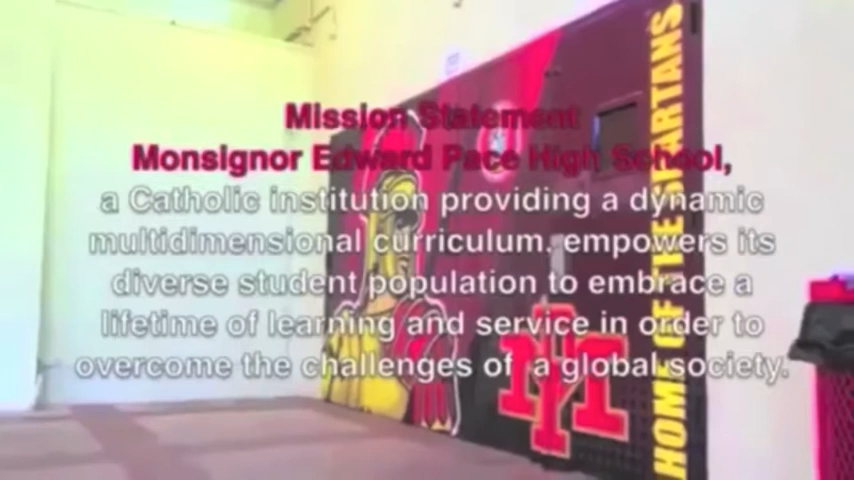 Mission Statement
Monsignor Edward Pace High School,
a Catholic institution providing a dynamic
multidimensional curriculum, empowers its
diverse student population to embrace a
lifetime of learning and service in order to
overcome the challenges of a global society.
HOME OF THE SPARTANS